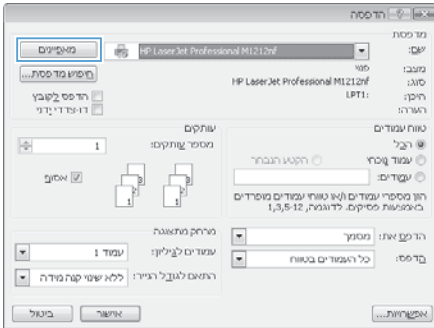 הדפסה
מדפסת
שם:
HP LaserJet Professional M1212nf
מאפיינים
מצב:
פנוי
סוג:
HP LaserJet Professional M1212nf
חיפוש מדפסת...
היכן:
LPT1:
הדפס לקובץ
הערה:
דו-צדדי ידני
טווח עמודים
הכל
עמוד נוכחי
הקטע הנבחר
עמודים:
הזן מספרי עמודים ו/או טווחי עמודים מופרדים
באמצעות פסיקים. לדוגמה, 1,3,5-12
עותקים
מספר עותקים:
1
אסוף
הדפס את:
מסמך
הדפס:
כל העמודים בטווח
מרחק מתצוגה
עמודים לגיליון:
עמוד 1
התאם לגודל הנייר:
ללא שינוי קנה מידה
אפשרויות...
אישור
ביטול